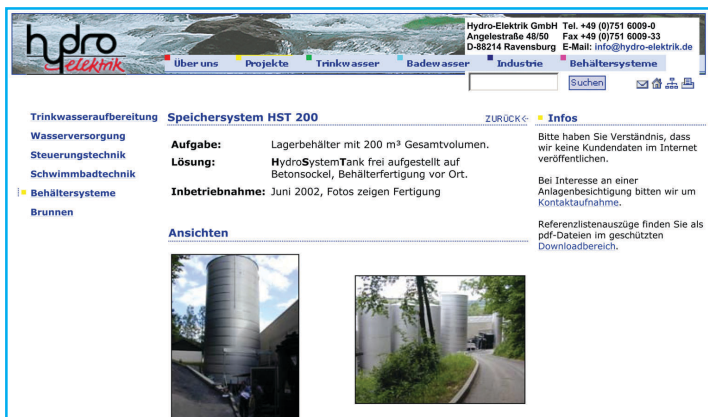 hydro
elektrik
Hydro-Elektrik GmbH Tel. +49 (0)751 6009-0
Angelestraße 48/50 Fax +49 (0)751 6009-33
D-88214 Ravensburg E-Mail: info@hydro-elektrik.de
Über uns Projekte Trinkwasser Badewasser Industrie Behältersysteme
Suchen
Trinkwasseraufbereitung
Wasserversorgung
Steuerungstechnik
Schwimmbadtechnik
Behältersysteme
Brunnen
Speichersystem HST 200 ZURÜCK
Aufgabe: Lagerbehälter mit 200 m³ Gesamtvolumen.
Lösung: HydroSystemTank frei aufgestellt auf
Betonsockel, Behälterfertigung vor Ort.
Inbetriebnahme: Juni 2002, Fotos zeigen Fertigung
Ansichten
Infos
Bitte haben Sie Verständnis, dass
wir keine Kundendaten im Internet
veröffentlichen.
Bei Interesse an einer
Anlagenbesichtigung bitten wir um
Kontaktaufnahme.
Referenzlistenauszüge finden Sie als
pdf-Dateien im geschützten
Downloadbereich.